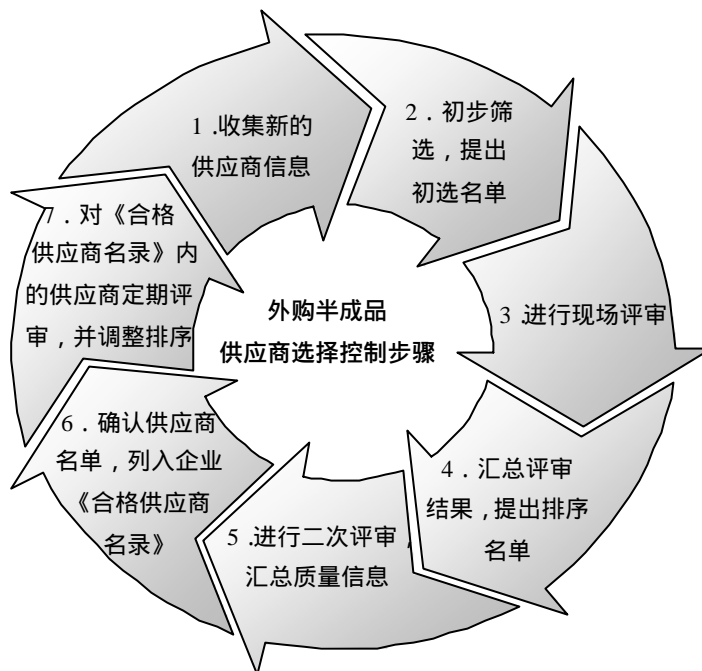 1．收集新的
供应商信息
2．初步筛
选，提出
初选名单
3．进行现场评审
4．汇总评审
结果，提出排序
名单
5．进行二次评审，
汇总质量信息
6．确认供应商
名单，列入企业
《合格供应商
名录》
7．对《合格
供应商名录》内
的供应商定期评
审，并调整排序
外购半成品
供应商选择控制步骤